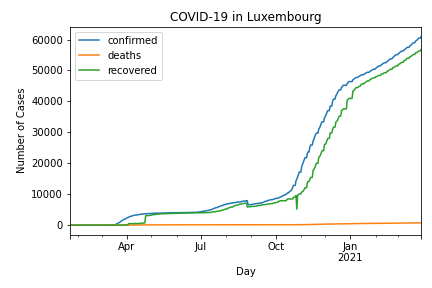 COVID-19 in Luxembourg
confirmed
deaths
recovered
Number of Cases
60000
50000
40000
30000
20000
10000
0
Apr
Jul
Oct
Jan
2021
Day